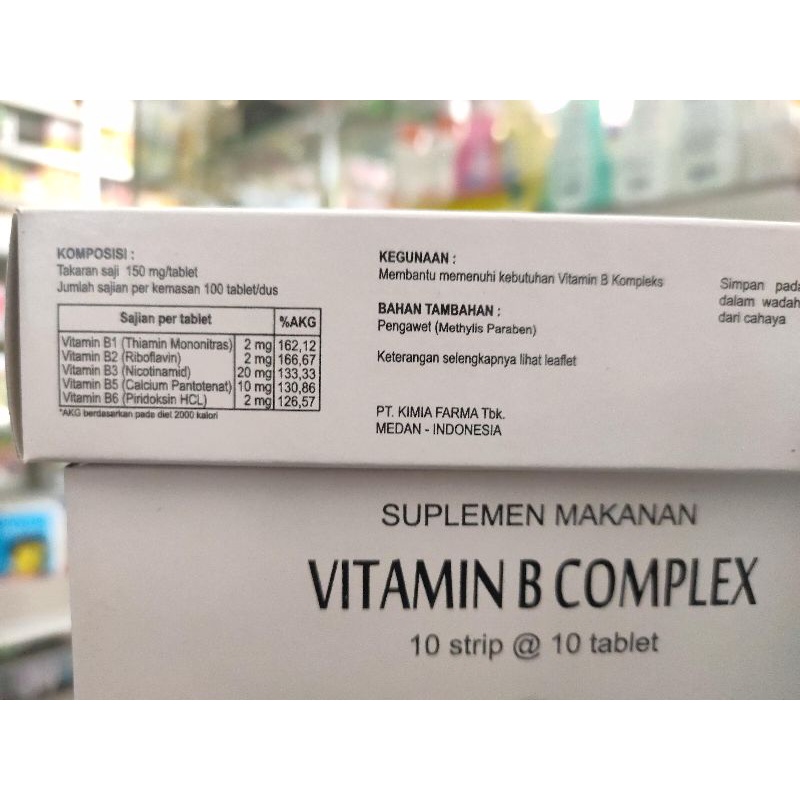 KOMPOSISI :
Takaran saji 150 mg/tablet
Jumlah sajian per kemasan 100 tablet/dus
Sajian per tablet %AKG
Vitamin B1 (Thiamin Mononitras) 2 mg 162,12
Vitamin B2 (Riboflavin) 2 mg 166,67
Vitamin B3 (Nicotinamid) 20 mg 133,33
Vitamin B5 (Calcium Pantotenat) 10 mg 130,86
Vitamin B6 (Piridoksin HCL) 2 mg 126,57
*AKG berdasarkan pada diet 2000 kalori
KEGUNAAN :
Membantu memenuhi kebutuhan Vitamin B Kompleks
BAHAN TAMBAHAN :
Pengawet (Methylis Paraben)
Keterangan selengkapnya lihat leaflet
PT. KIMIA FARMA Tbk.
MEDAN - INDONESIA
Simpan pada
dalam wadah
dari cahaya
SUPLEMEN MAKANAN
VITAMIN B COMPLEX
10 strip @ 10 tablet